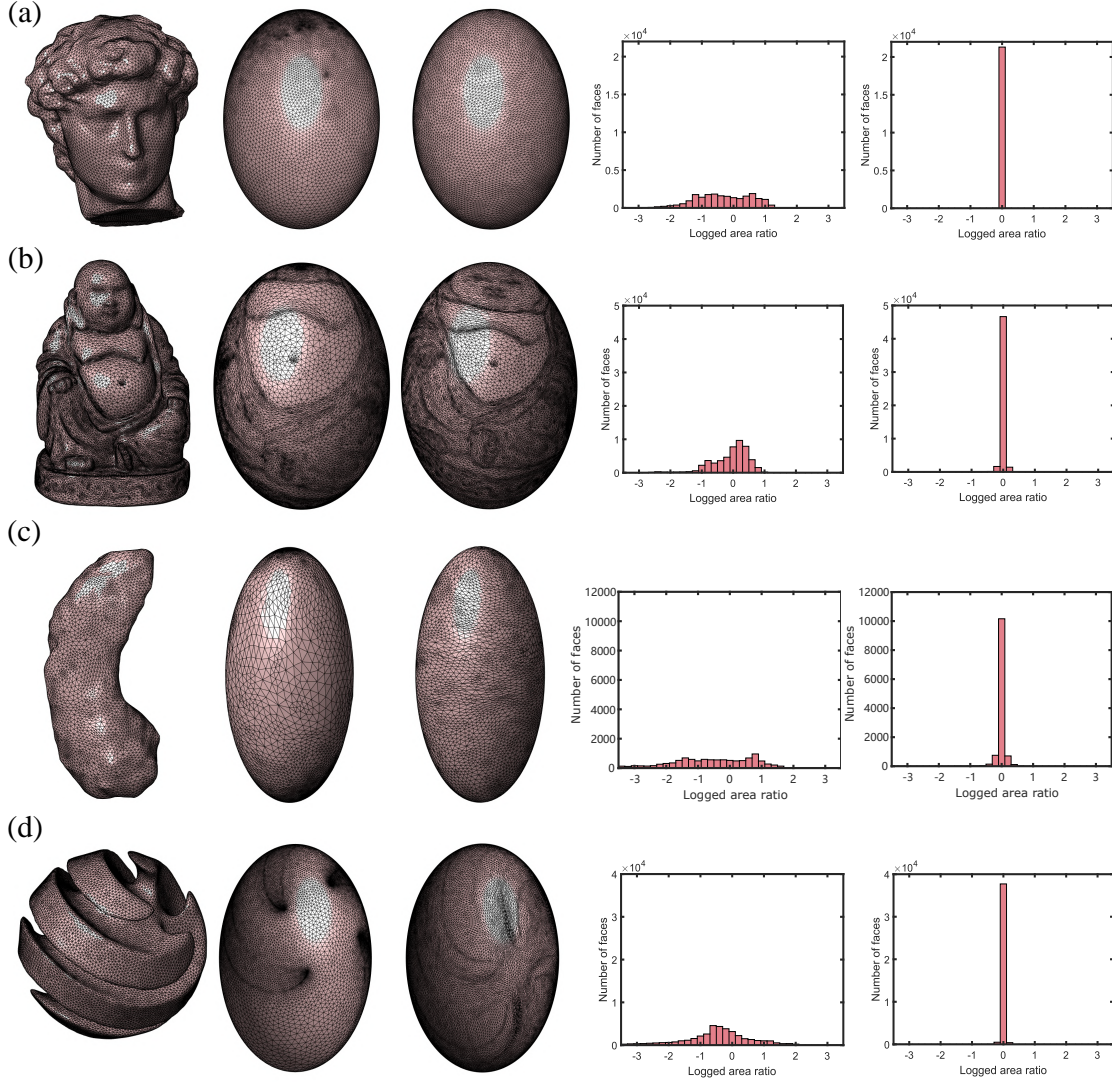 (a)
×10⁴
2
1.5
1
0.5
0
Number of faces
-3 -2 -1 0 1 2 3
Logged area ratio
×10⁴
2
1.5
1
0.5
0
Number of faces
-3 -2 -1 0 1 2 3
Logged area ratio
(b)
×10⁴
5
4
3
2
1
0
Number of faces
-3 -2 -1 0 1 2 3
Logged area ratio
×10⁴
5
4
3
2
1
0
Number of faces
-3 -2 -1 0 1 2 3
Logged area ratio
(c)
12000
10000
8000
6000
4000
2000
0
Number of faces
-3 -2 -1 0 1 2 3
Logged area ratio
12000
10000
8000
6000
4000
2000
0
Number of faces
-3 -2 -1 0 1 2 3
Logged area ratio
(d)
×10⁴
4
3
2
1
0
Number of faces
-3 -2 -1 0 1 2 3
Logged area ratio
×10⁴
4
3
2
1
0
Number of faces
-3 -2 -1 0 1 2 3
Logged area ratio